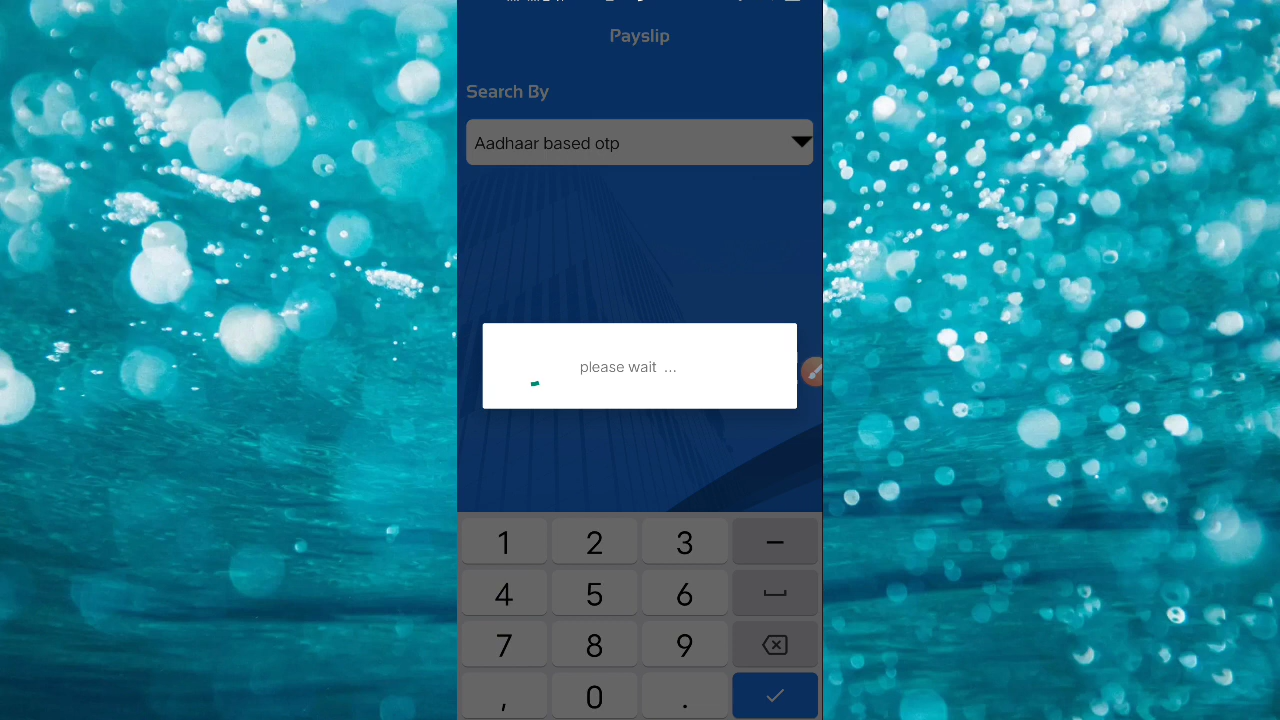 Payslip
Search By
Aadhaar based otp
please wait ...
1 2 3 –
4 5 6
7 8 9
, 0 .